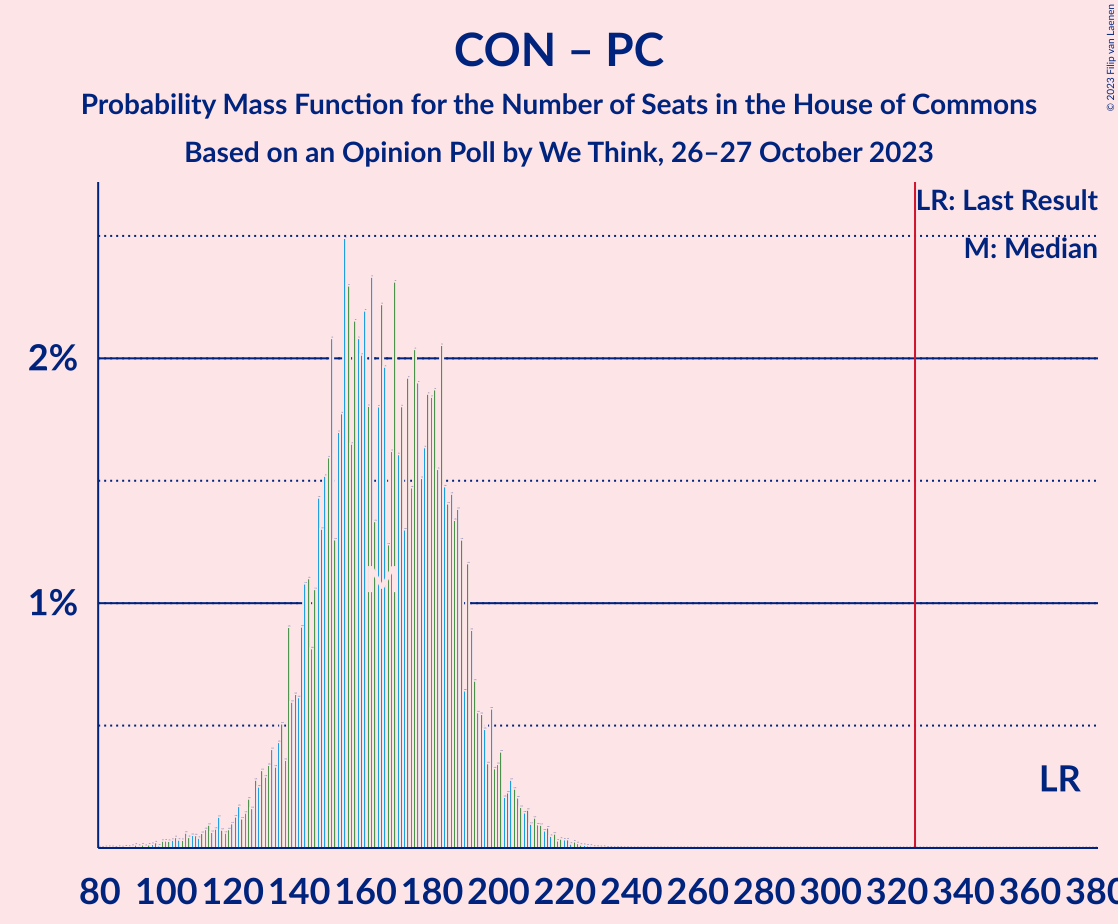 CON – PC
Probability Mass Function for the Number of Seats in the House of Commons
Based on an Opinion Poll by We Think, 26–27 October 2023
© 2023 Filip van Laenen
LR: Last Result
M: Median
2%
1%
M
LR
80 100 120 140 160 180 200 220 240 260 280 300 320 340 360 380